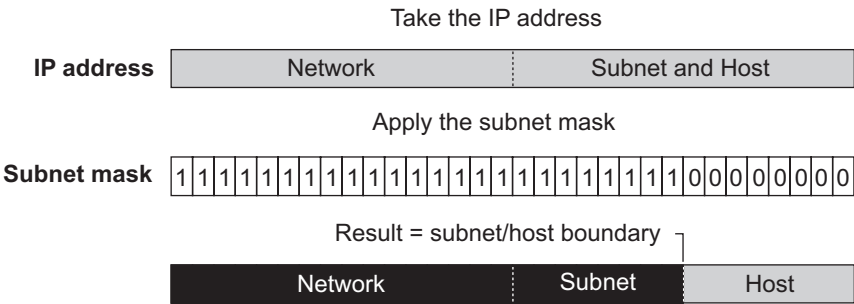 Take the IP address
IP address Network Subnet and Host
Apply the subnet mask
Subnet mask 1 1 1 1 1 1 1 1 1 1 1 1 1 1 1 1 1 1 1 1 1 1 1 1 0 0 0 0 0 0 0 0
Result = subnet/host boundary
Network Subnet Host